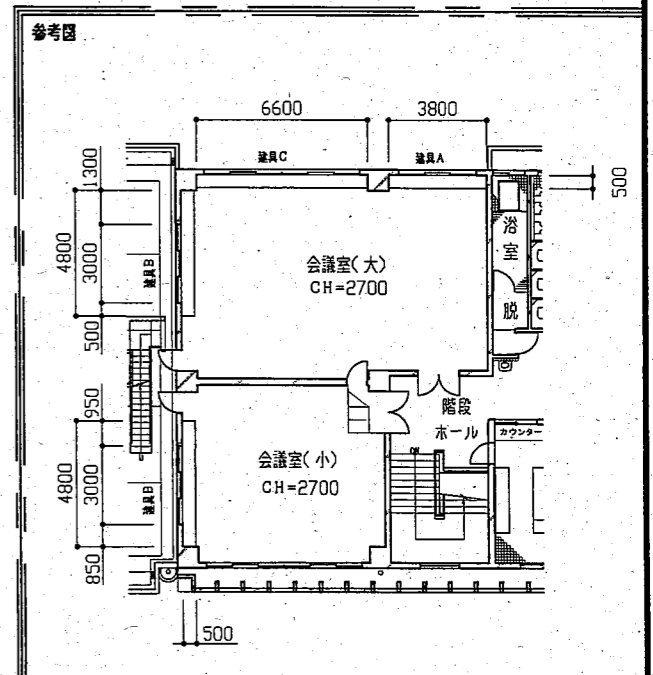 参考図
6600
3800
建具C
建具A
1300
500
4800
3000
建具B
500
浴室
会議室(大)
CH=2700
脱
950
階段
ホール
カウンター
DN
4800
3000
建具B
850
会議室(小)
CH=2700
500